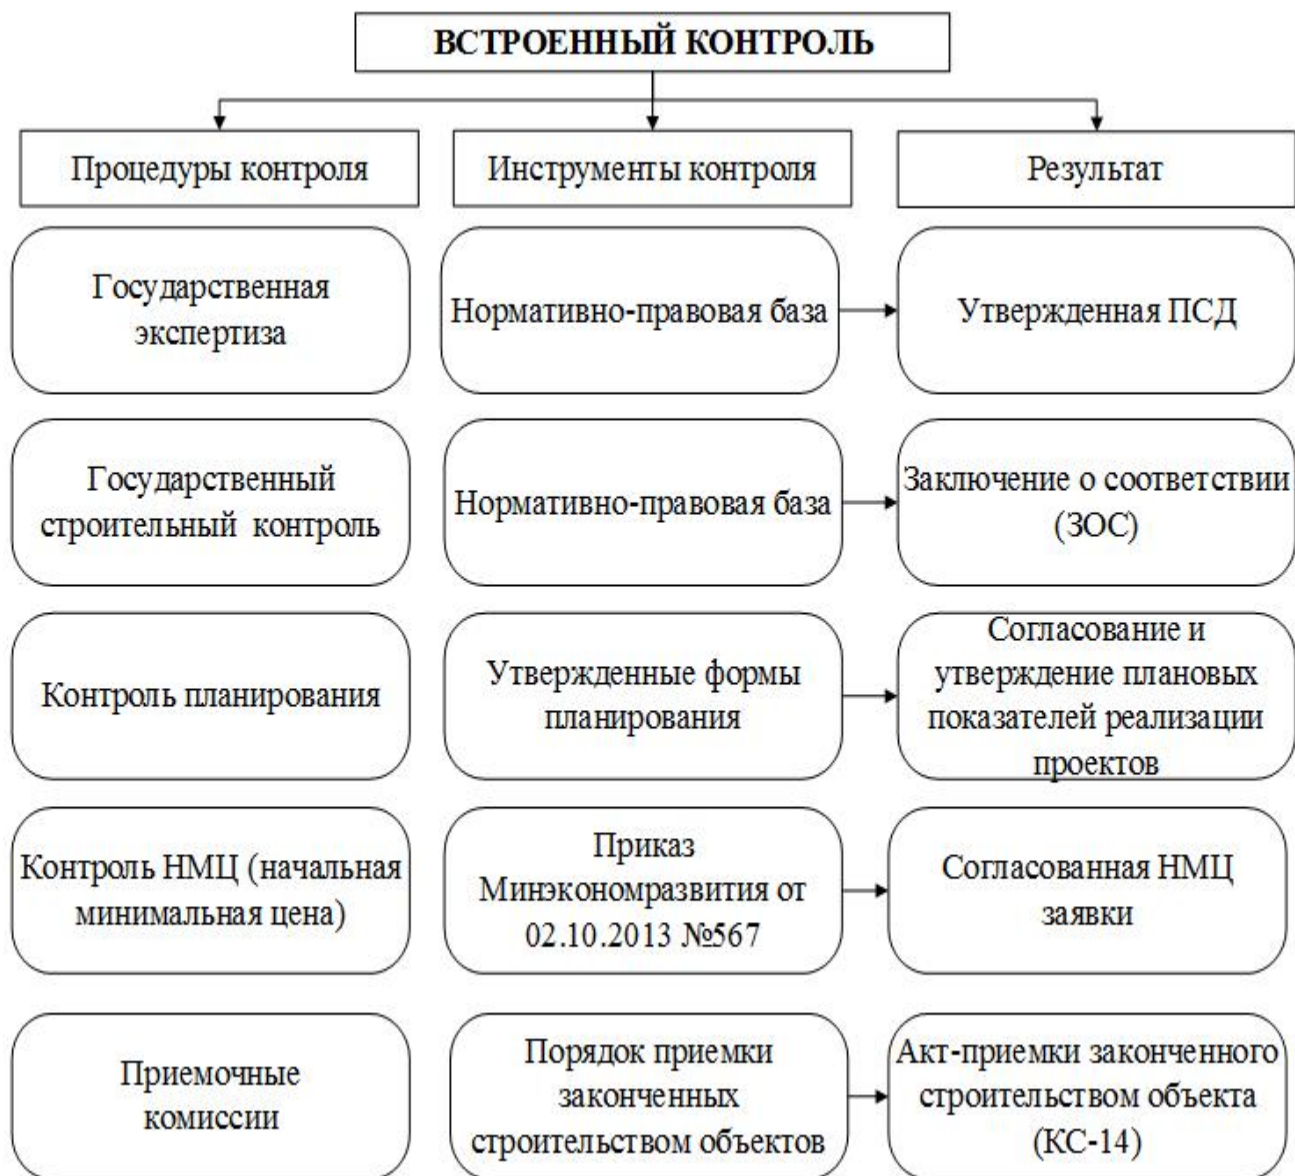 ВСТРОЕННЫЙ КОНТРОЛЬ
Процедуры контроля
Инструменты контроля
Результат
Государственная
экспертиза
Нормативно-правовая база
Утвержденная ПСД
Государственный
строительный контроль
Нормативно-правовая база
Заключение о соответствии
(ЗОС)
Контроль планирования
Утвержденные формы
планирования
Согласование и
утверждение плановых
показателей реализации
проектов
Контроль НМЦ (начальная
минимальная цена)
Приказ
Минэкономразвития от
02.10.2013 №567
Согласованная НМЦ
заявки
Приемочные
комиссии
Порядок приемки
законченных
строительством объектов
Акт-приемки законченного
строительством объекта
(КС-14)